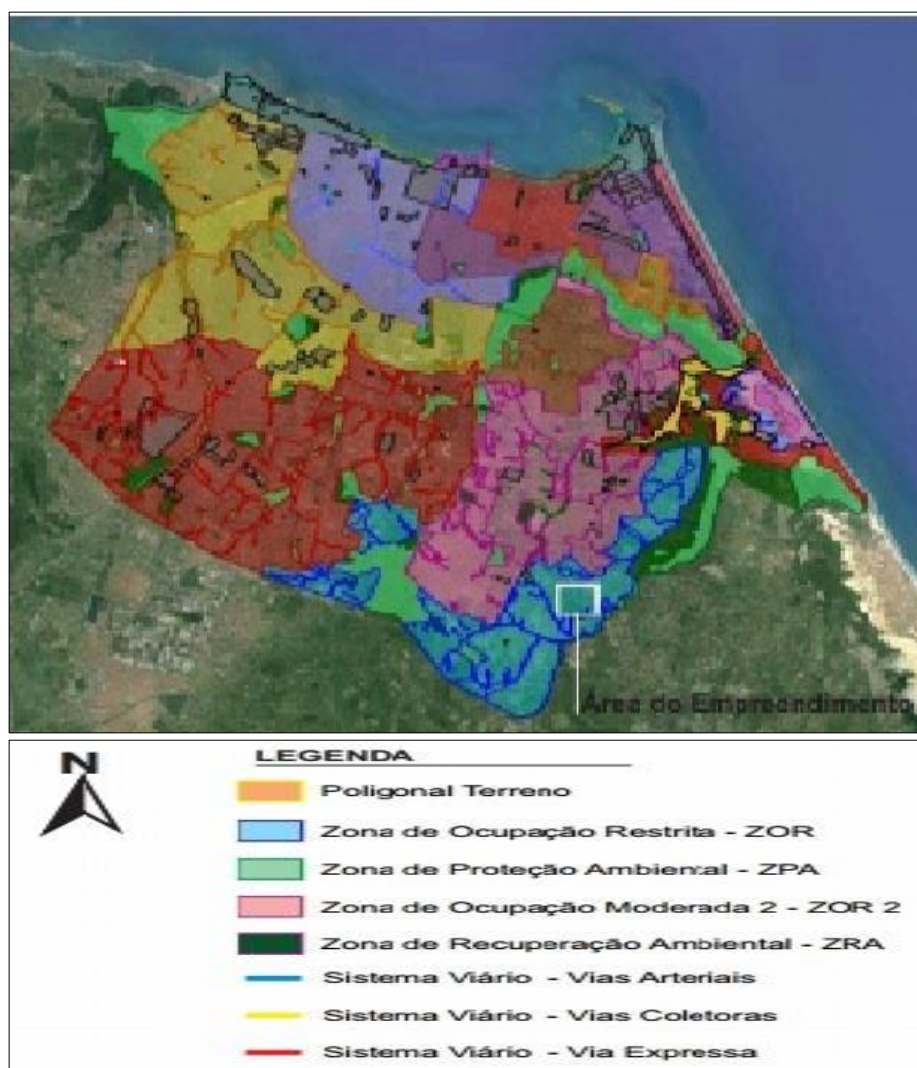 Área do Empreendimento
N
LEGENDA
Poligonal Terreno
Zona de Ocupação Restrita - ZOR
Zona de Proteção Ambiental - ZPA
Zona de Ocupação Moderada 2 - ZOR 2
Zona de Recuperação Ambiental - ZRA
Sistema Viário - Vias Arteriais
Sistema Viário - Vias Coletoras
Sistema Viário - Via Expressa